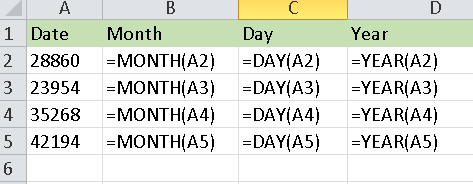 A B C D
1 Date Month Day Year
2 28860 =MONTH(A2) =DAY(A2) =YEAR(A2)
3 23954 =MONTH(A3) =DAY(A3) =YEAR(A3)
4 35268 =MONTH(A4) =DAY(A4) =YEAR(A4)
5 42194 =MONTH(A5) =DAY(A5) =YEAR(A5)
6